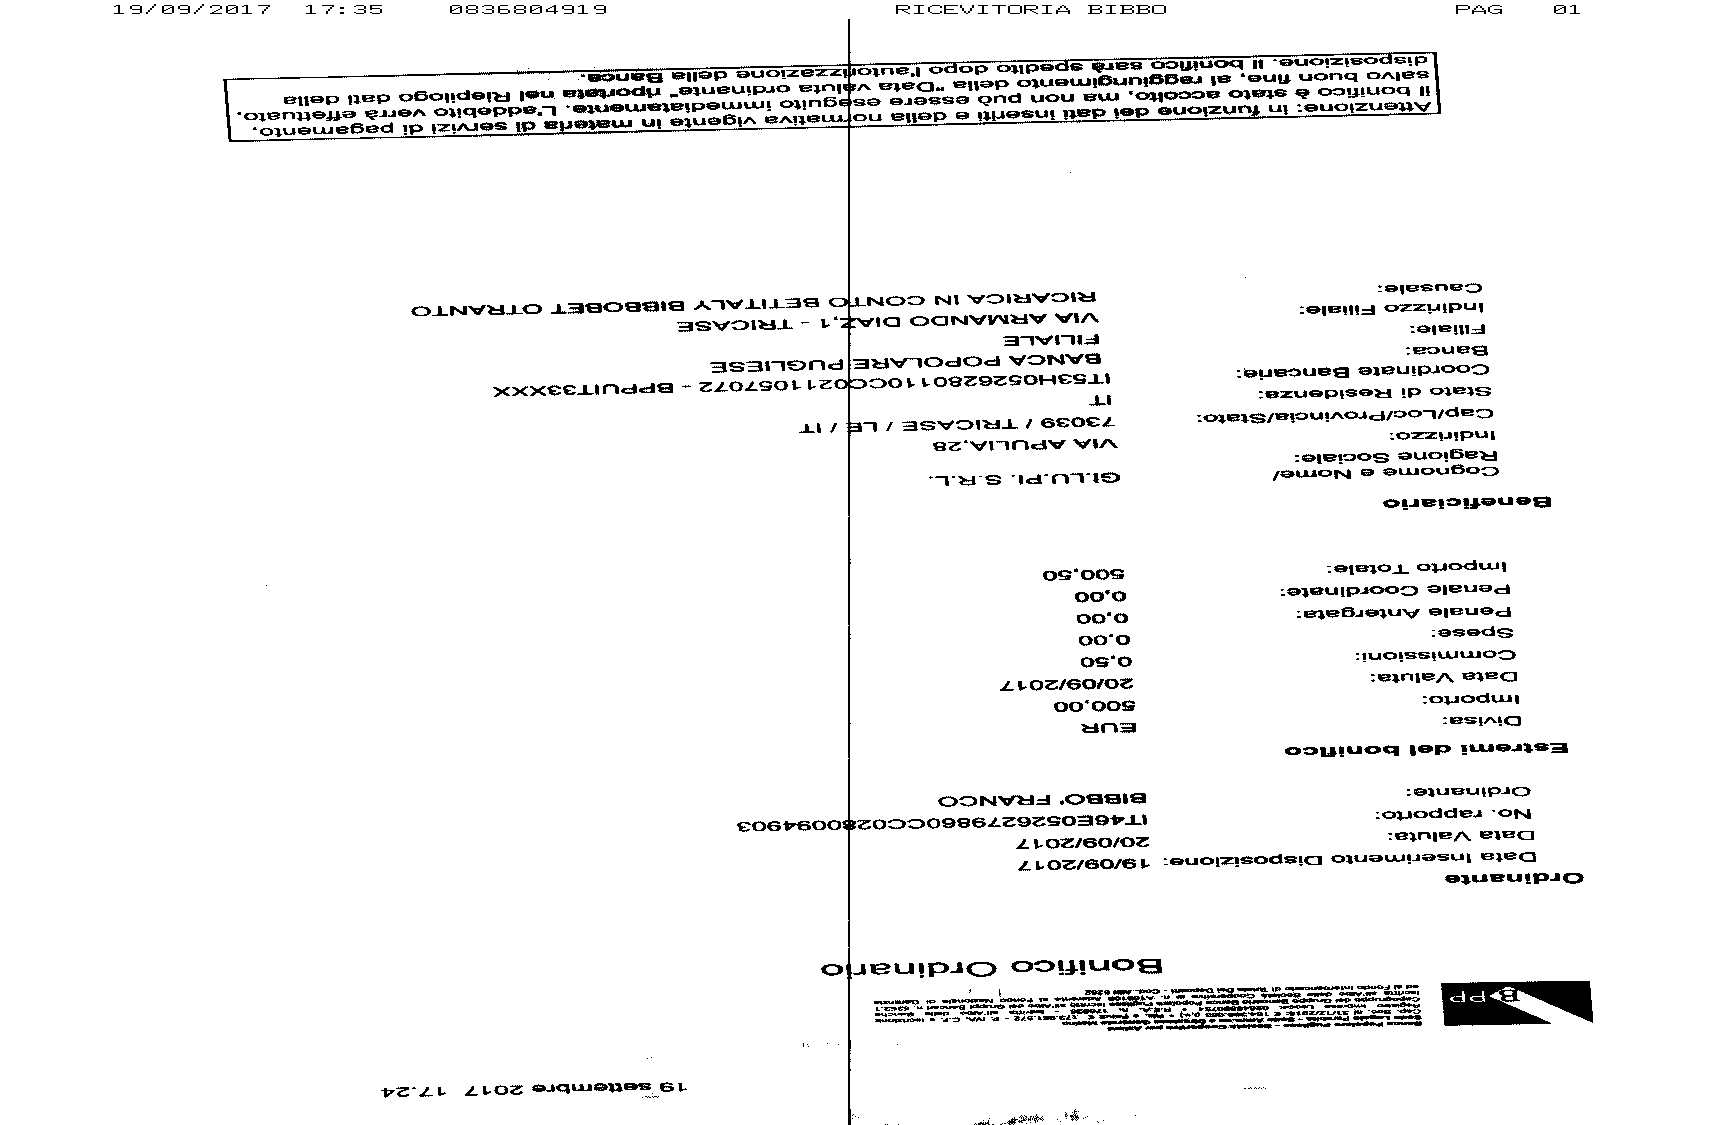 19/09/2017 17:35 0836804919 RICEVITORIA BIBBO PAG 01
19 settembre 2017 17.24
BPP
Bonifico Ordinario
Ordinante
Data Inserimento Disposizione: 19/09/2017
Data Valuta: 20/09/2017
No. rapporto: IT46E0526279860CC0280094903
Ordinante: BIBBO' FRANCO
Estremi del bonifico
Divisa: EUR
Importo: 500,00
Data Valuta: 20/09/2017
Commissioni: 0,50
Spese: 0,00
Penale Antergata: 0,00
Penale Coordinate: 0,00
Importo Totale: 500,50
Beneficiario
Cognome e Nome/ GI.LU.PI. S.R.L.
Ragione Sociale:
Indirizzo: VIA APULIA,28
Cap/Loc/Provincia/Stato: 73039 / TRICASE / LE / IT
Stato di Residenza: IT
Coordinate Bancarie: IT53H0526280110CC0211057072 - BPPUIT33XXX
Banca: BANCA POPOLARE PUGLIESE
Filiale: FILIALE
Indirizzo Filiale: VIA ARMANDO DIAZ,1 - TRICASE
Causale: RICARICA IN CONTO BETITALY BIBBOBET OTRANTO
Attenzione: in funzione dei dati inseriti e della normativa vigente in materia di servizi di pagamento,
il bonifico è stato accolto, ma non può essere eseguito immediatamente. L'addebito verrà effettuato,
salvo buon fine, al raggiungimento della "Data valuta ordinante" riportata nel Riepilogo dati della
disposizione. Il bonifico sarà spedito dopo l'autorizzazione della Banca.